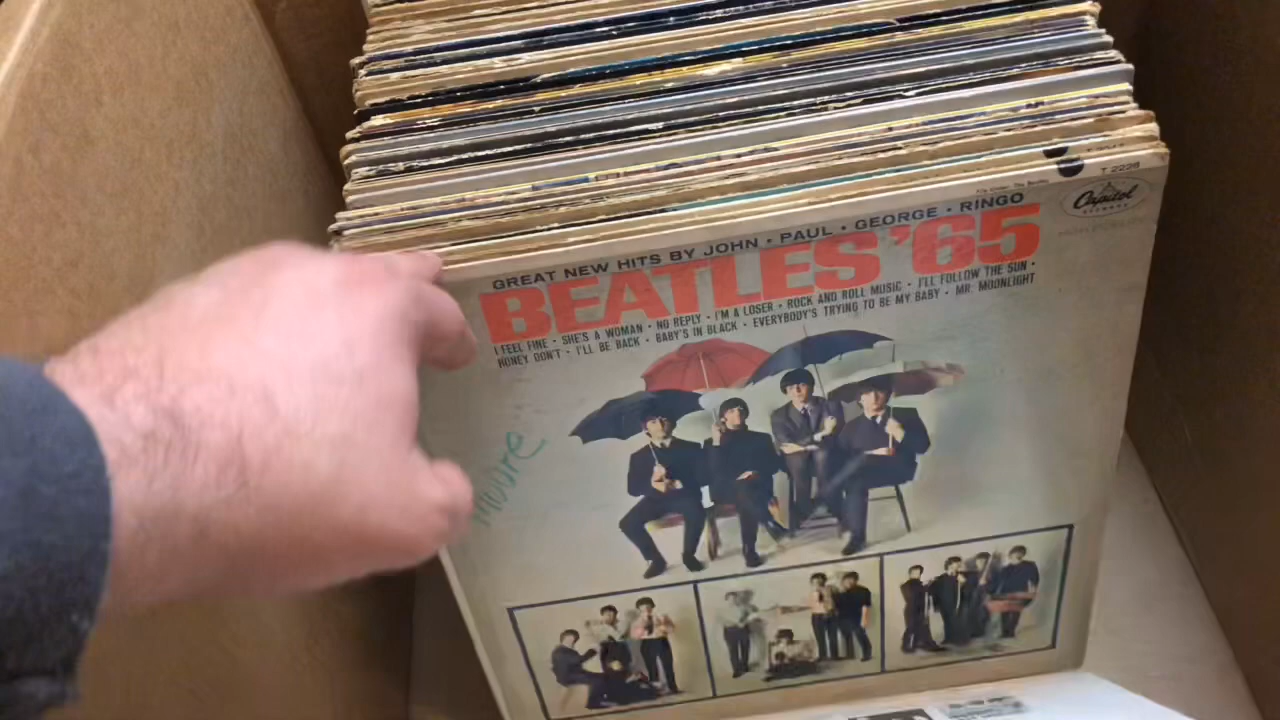 T 2228
Capitol
RECORDS
GREAT NEW HITS BY JOHN • PAUL • GEORGE • RINGO
BEATLES '65
I FEEL FINE • SHE'S A WOMAN • NO REPLY • I'M A LOSER • ROCK AND ROLL MUSIC • I'LL FOLLOW THE SUN •
HONEY DON'T • I'LL BE BACK • BABY'S IN BLACK • EVERYBODY'S TRYING TO BE MY BABY • MR. MOONLIGHT
moore